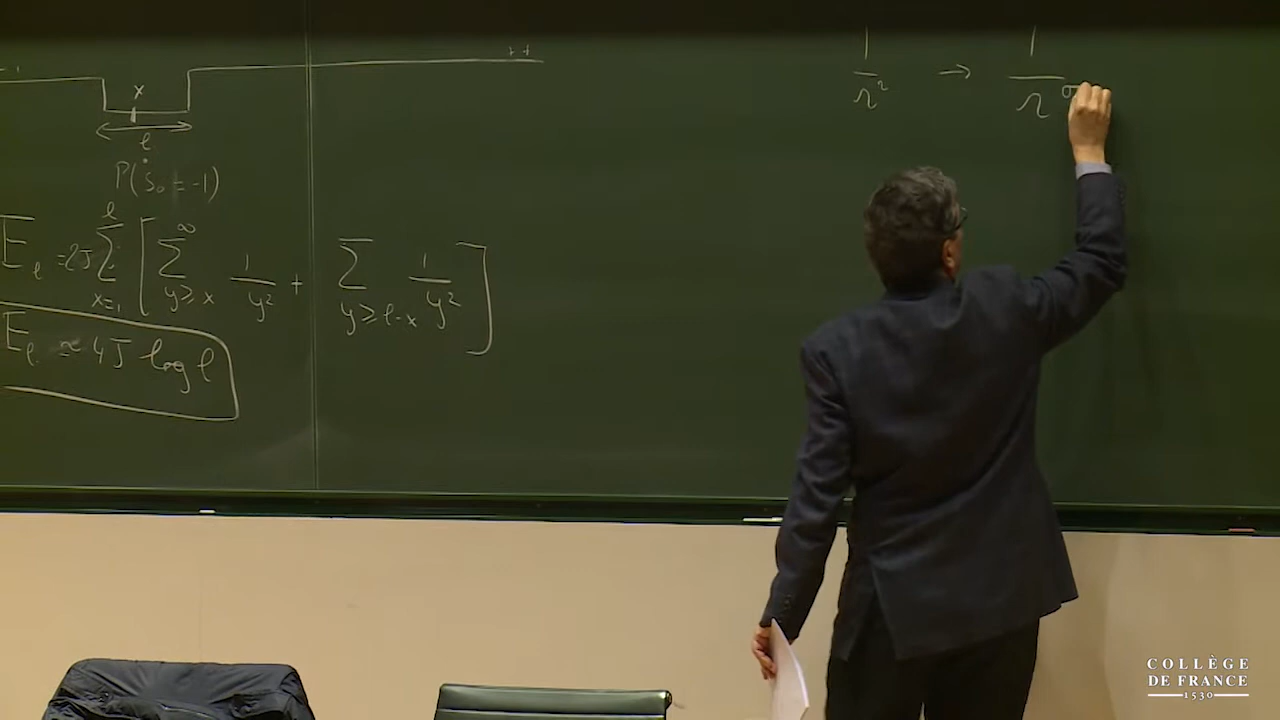 ++
x
ℓ
P(S₀ = -1)
E_ℓ = 2J ∑_{x=1}^{ℓ} [ ∑_{y⩾x}^{∞} 1/y² + ∑_{y⩾ℓ-x} 1/y² ]
E_ℓ ≈ 4J log ℓ
1/r² → 1/r^σ
COLLÈGE
DE FRANCE
1530